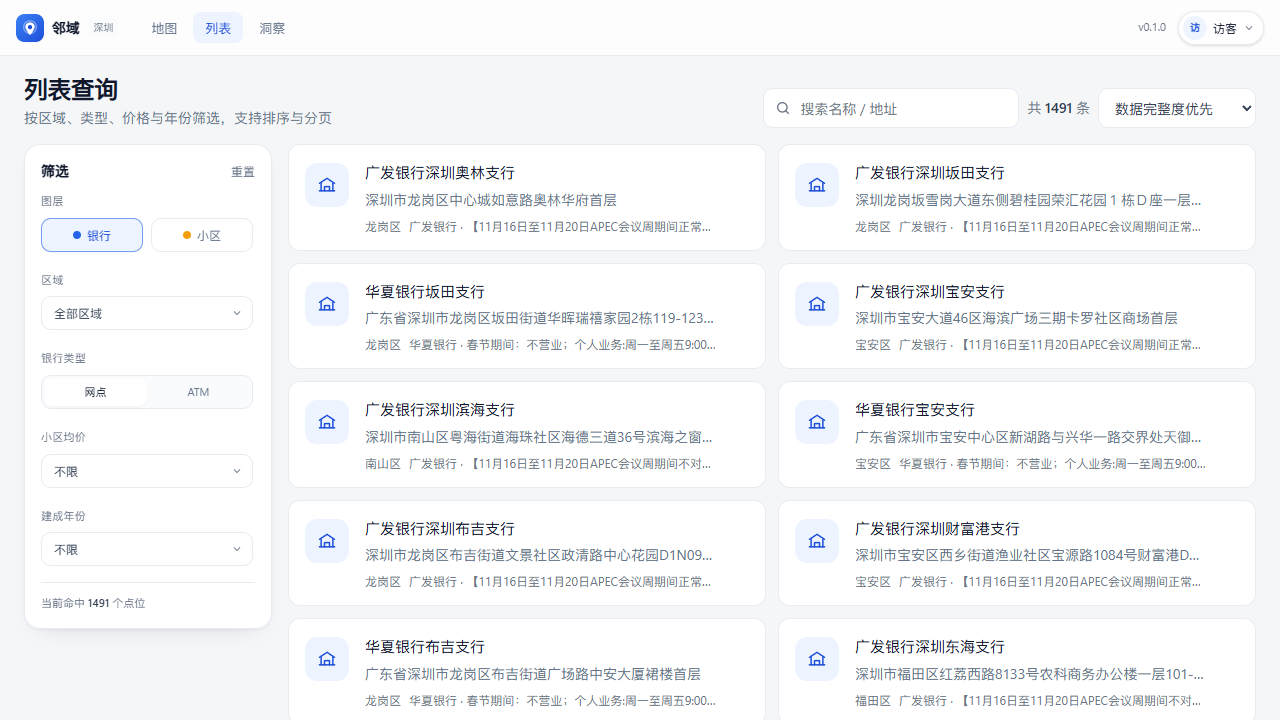 邻域 深圳 地图 列表 洞察 v0.1.0 访 访客
列表查询
按区域、类型、价格与年份筛选，支持排序与分页
搜索名称 / 地址 共 1491 条 数据完整度优先
筛选 重置
图层
银行 小区
区域
全部区域
银行类型
网点 ATM
小区均价
不限
建成年份
不限
当前命中 1491 个点位
广发银行深圳奥林支行
深圳市龙岗区中心城如意路奥林华府首层
龙岗区 广发银行 · 【11月16日至11月20日APEC会议周期间正常...
广发银行深圳坂田支行
深圳龙岗坂雪岗大道东侧碧桂园荣汇花园１栋Ｄ座一层...
龙岗区 广发银行 · 【11月16日至11月20日APEC会议周期间正常...
华夏银行坂田支行
广东省深圳市龙岗区坂田街道华晖瑞禧家园2栋119-123...
龙岗区 华夏银行 · 春节期间：不营业；个人业务:周一至周五9:00...
广发银行深圳宝安支行
深圳市宝安大道46区海滨广场三期卡罗社区商场首层
宝安区 广发银行 · 【11月16日至11月20日APEC会议周期间正常...
广发银行深圳滨海支行
深圳市南山区粤海街道海珠社区海德三道36号滨海之窗...
南山区 广发银行 · 【11月16日至11月20日APEC会议周期间不对...
华夏银行宝安支行
广东省深圳市宝安中心区新湖路与兴华一路交界处天御...
宝安区 华夏银行 · 春节期间：不营业；个人业务:周一至周五9:00...
广发银行深圳布吉支行
深圳市龙岗区布吉街道文景社区政清路中心花园D1N09...
龙岗区 广发银行 · 【11月16日至11月20日APEC会议周期间正常...
广发银行深圳财富港支行
深圳市宝安区西乡街道渔业社区宝源路1084号财富港D...
宝安区 广发银行 · 【11月16日至11月20日APEC会议周期间正常...
华夏银行布吉支行
广东省深圳市龙岗区布吉街道广场路中安大厦裙楼首层
龙岗区 华夏银行 · 春节期间：不营业；个人业务:周一至周五9:00...
广发银行深圳东海支行
深圳市福田区红荔西路8133号农科商务办公楼一层101-...
福田区 广发银行 · 【11月16日至11月20日APEC会议周期间不对...